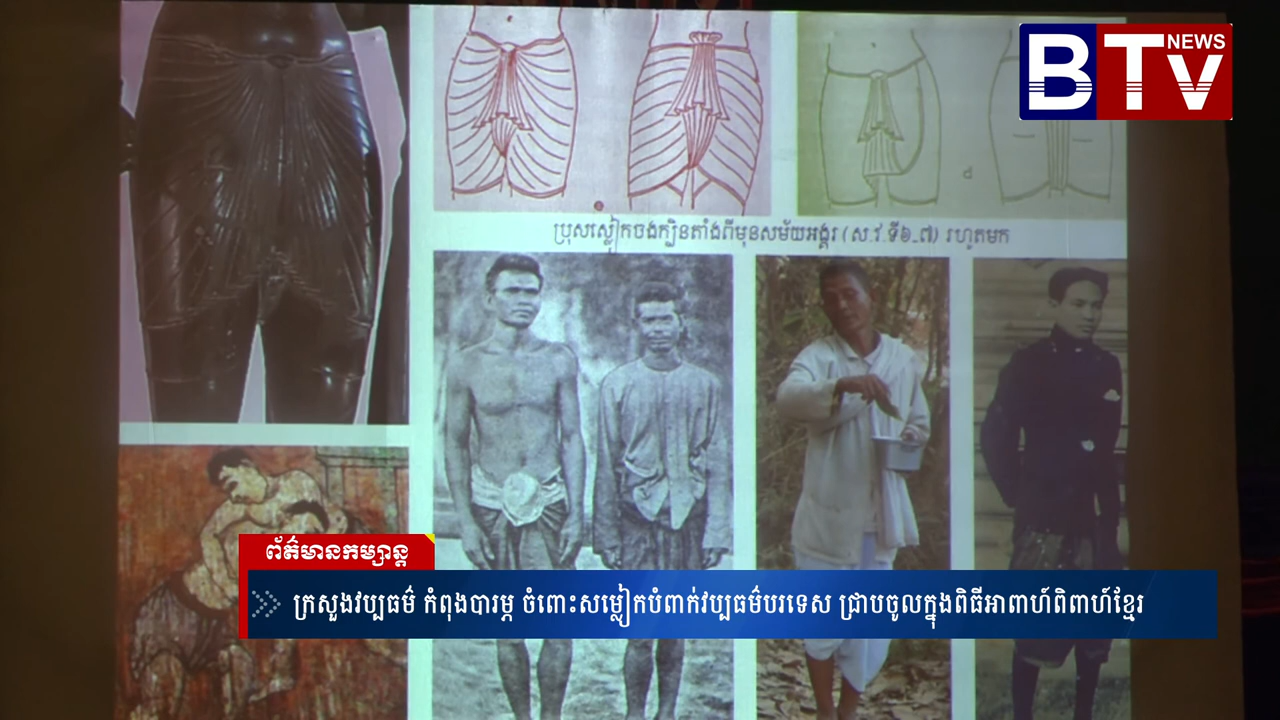 BTV NEWS
ប្រុសស្លៀកចងក្បិនតាំងពីមុនសម័យអង្គរ (ស.វ.ទី៦_៧) រហូតមក
ព័ត៌មានកម្សាន្ត
ក្រសួងវប្បធម៌ កំពុងបារម្ភ ចំពោះសម្លៀកបំពាក់វប្បធម៌បរទេស ជ្រាបចូលក្នុងពិធីអាពាហ៍ពិពាហ៍ខ្មែរ